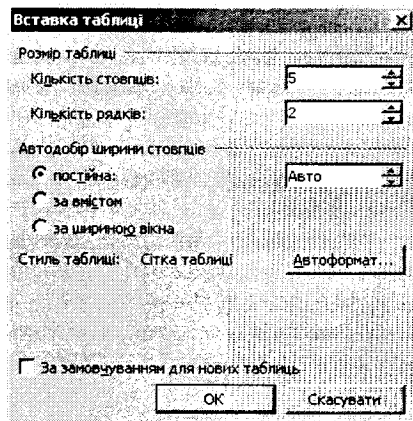 Вставка таблиці
Розмір таблиці
Кількість стовпців:
5
Кількість рядків:
2
Автодобір ширини стовпців
постійна:
Авто
за вмістом
за шириною вікна
Стиль таблиці: Сітка таблиці
Автоформат...
За замовчуванням для нових таблиць
ОК
Скасувати